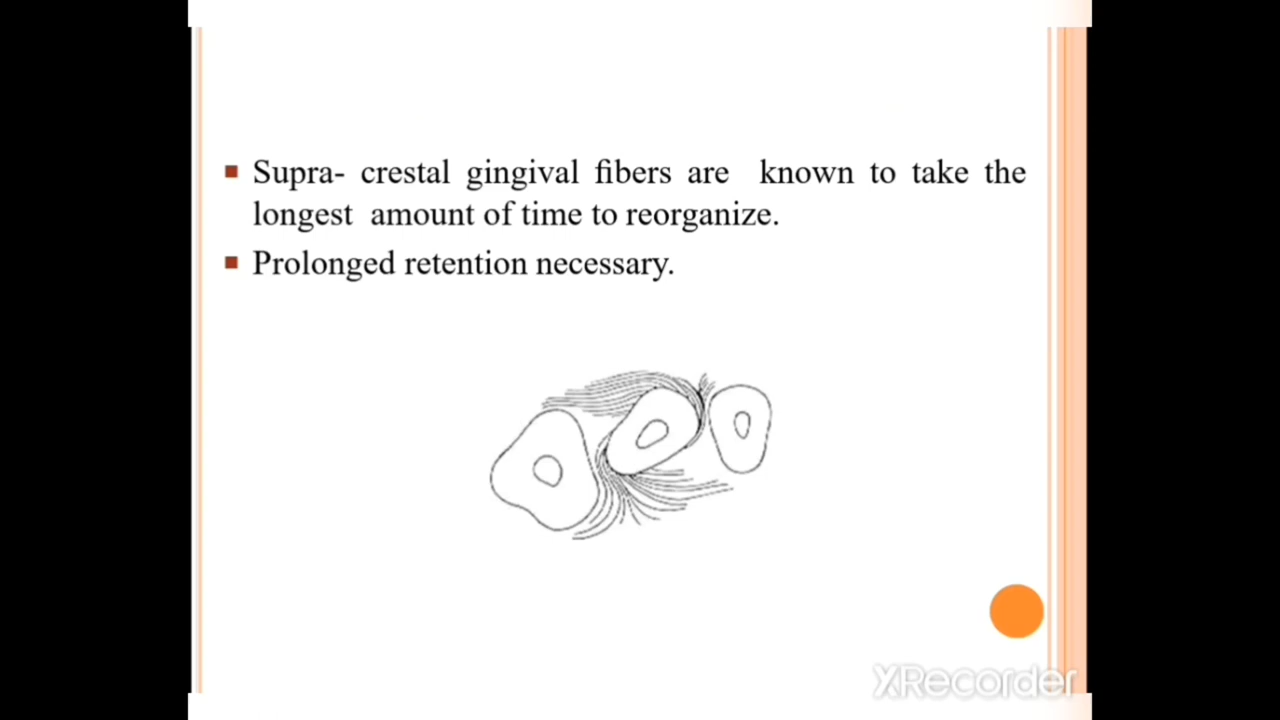 Supra- crestal gingival fibers are known to take the
longest amount of time to reorganize.
Prolonged retention necessary.
XRecorder